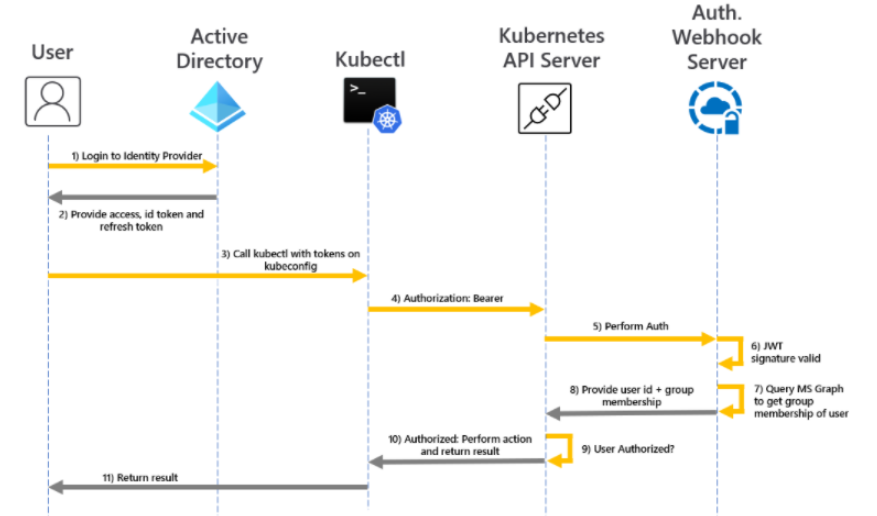 User
Active
Directory
Kubectl
Kubernetes
API Server
Auth.
Webhook
Server
>_
1) Login to Identity Provider
2) Provide access, id token and
refresh token
3) Call kubectl with tokens on
kubeconfig
4) Authorization: Bearer
5) Perform Auth
6) JWT
signature valid
7) Query MS Graph
to get group
membership of user
8) Provide user id + group
membership
9) User Authorized?
10) Authorized: Perform action
and return result
11) Return result